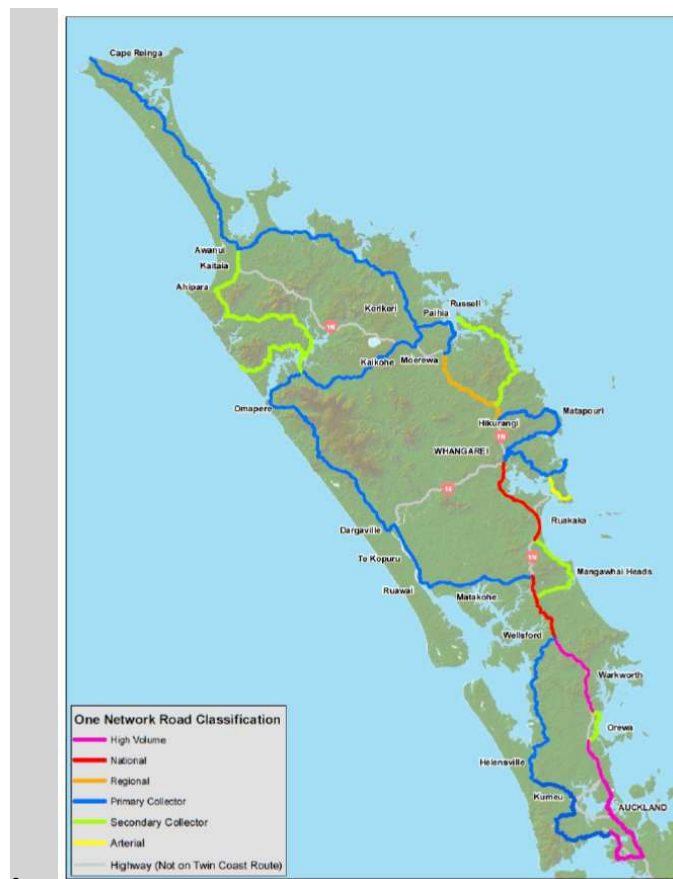 Cape Reinga
Awanui
Kaitaia
Ahipara
Kerikeri
Paihia
Russell
Kaikohe
Moerewa
Omapere
Hikurangi
Matapouri
WHANGAREI
Ruakaka
Dargaville
Te Kopuru
Mangawhai Heads
Ruawai
Matakohe
Wellsford
Warkworth
One Network Road Classification
High Volume
National
Regional
Primary Collector
Secondary Collector
Arterial
Highway (Not on Twin Coast Route)
Orewa
Helensville
Kumeu
AUCKLAND